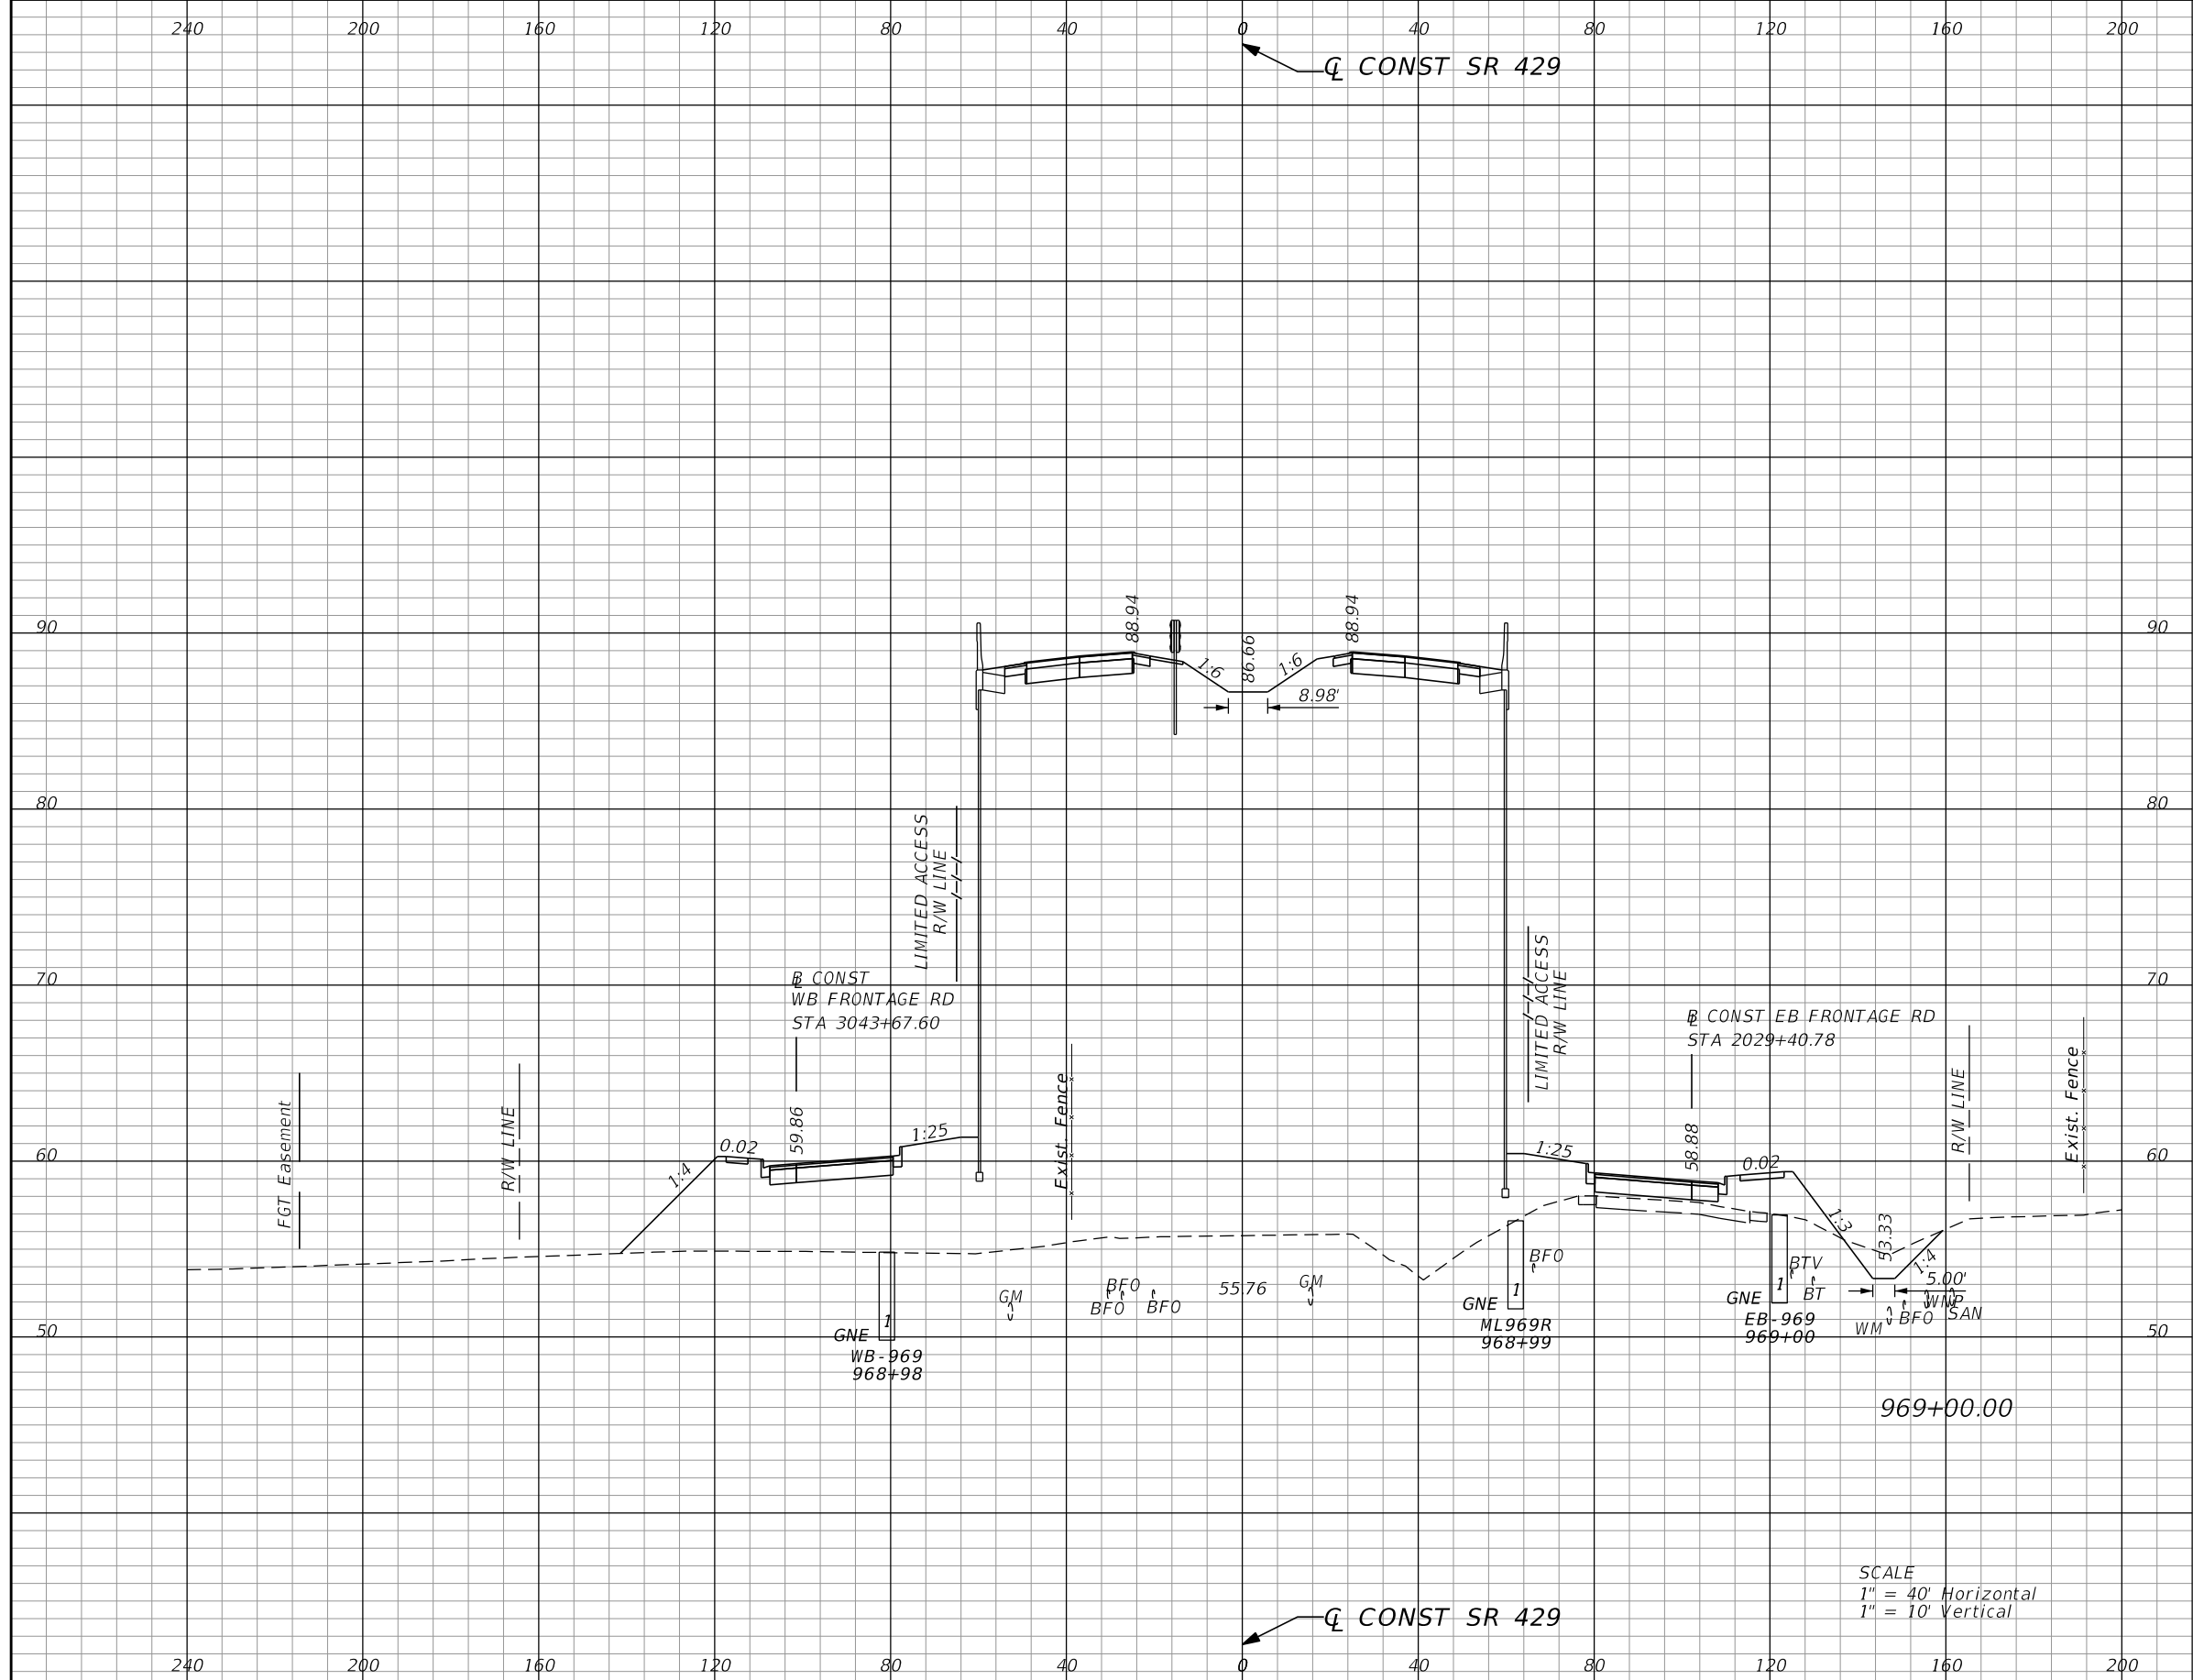 240 200 160 120 80 40 0 40 80 120 160 200
℄ CONST SR 429
90 90
88.94
88.94
86.66
1:6
1:6
8.98'
80 80
LIMITED ACCESS
R/W LINE
70 70
LIMITED ACCESS
R/W LINE
BL CONST
WB FRONTAGE RD
STA 3043+67.60
BL CONST EB FRONTAGE RD
STA 2029+40.78
FGT Easement
R/W LINE
59.86
Exist. Fence
58.88
R/W LINE
Exist. Fence
60 60
1:4
0.02
1:25
1:25
0.02
1:3
53.33
1:4
5.00'
GM
BFO
BFO
BFO
55.76
GM
BFO
BTV
BT
WM
BFO
WMP
SAN
50 50
1
GNE
WB-969
968+98
1
GNE
ML969R
968+99
1
GNE
EB-969
969+00
969+00.00
SCALE
1" = 40' Horizontal
1" = 10' Vertical
℄ CONST SR 429
240 200 160 120 80 40 0 40 80 120 160 200